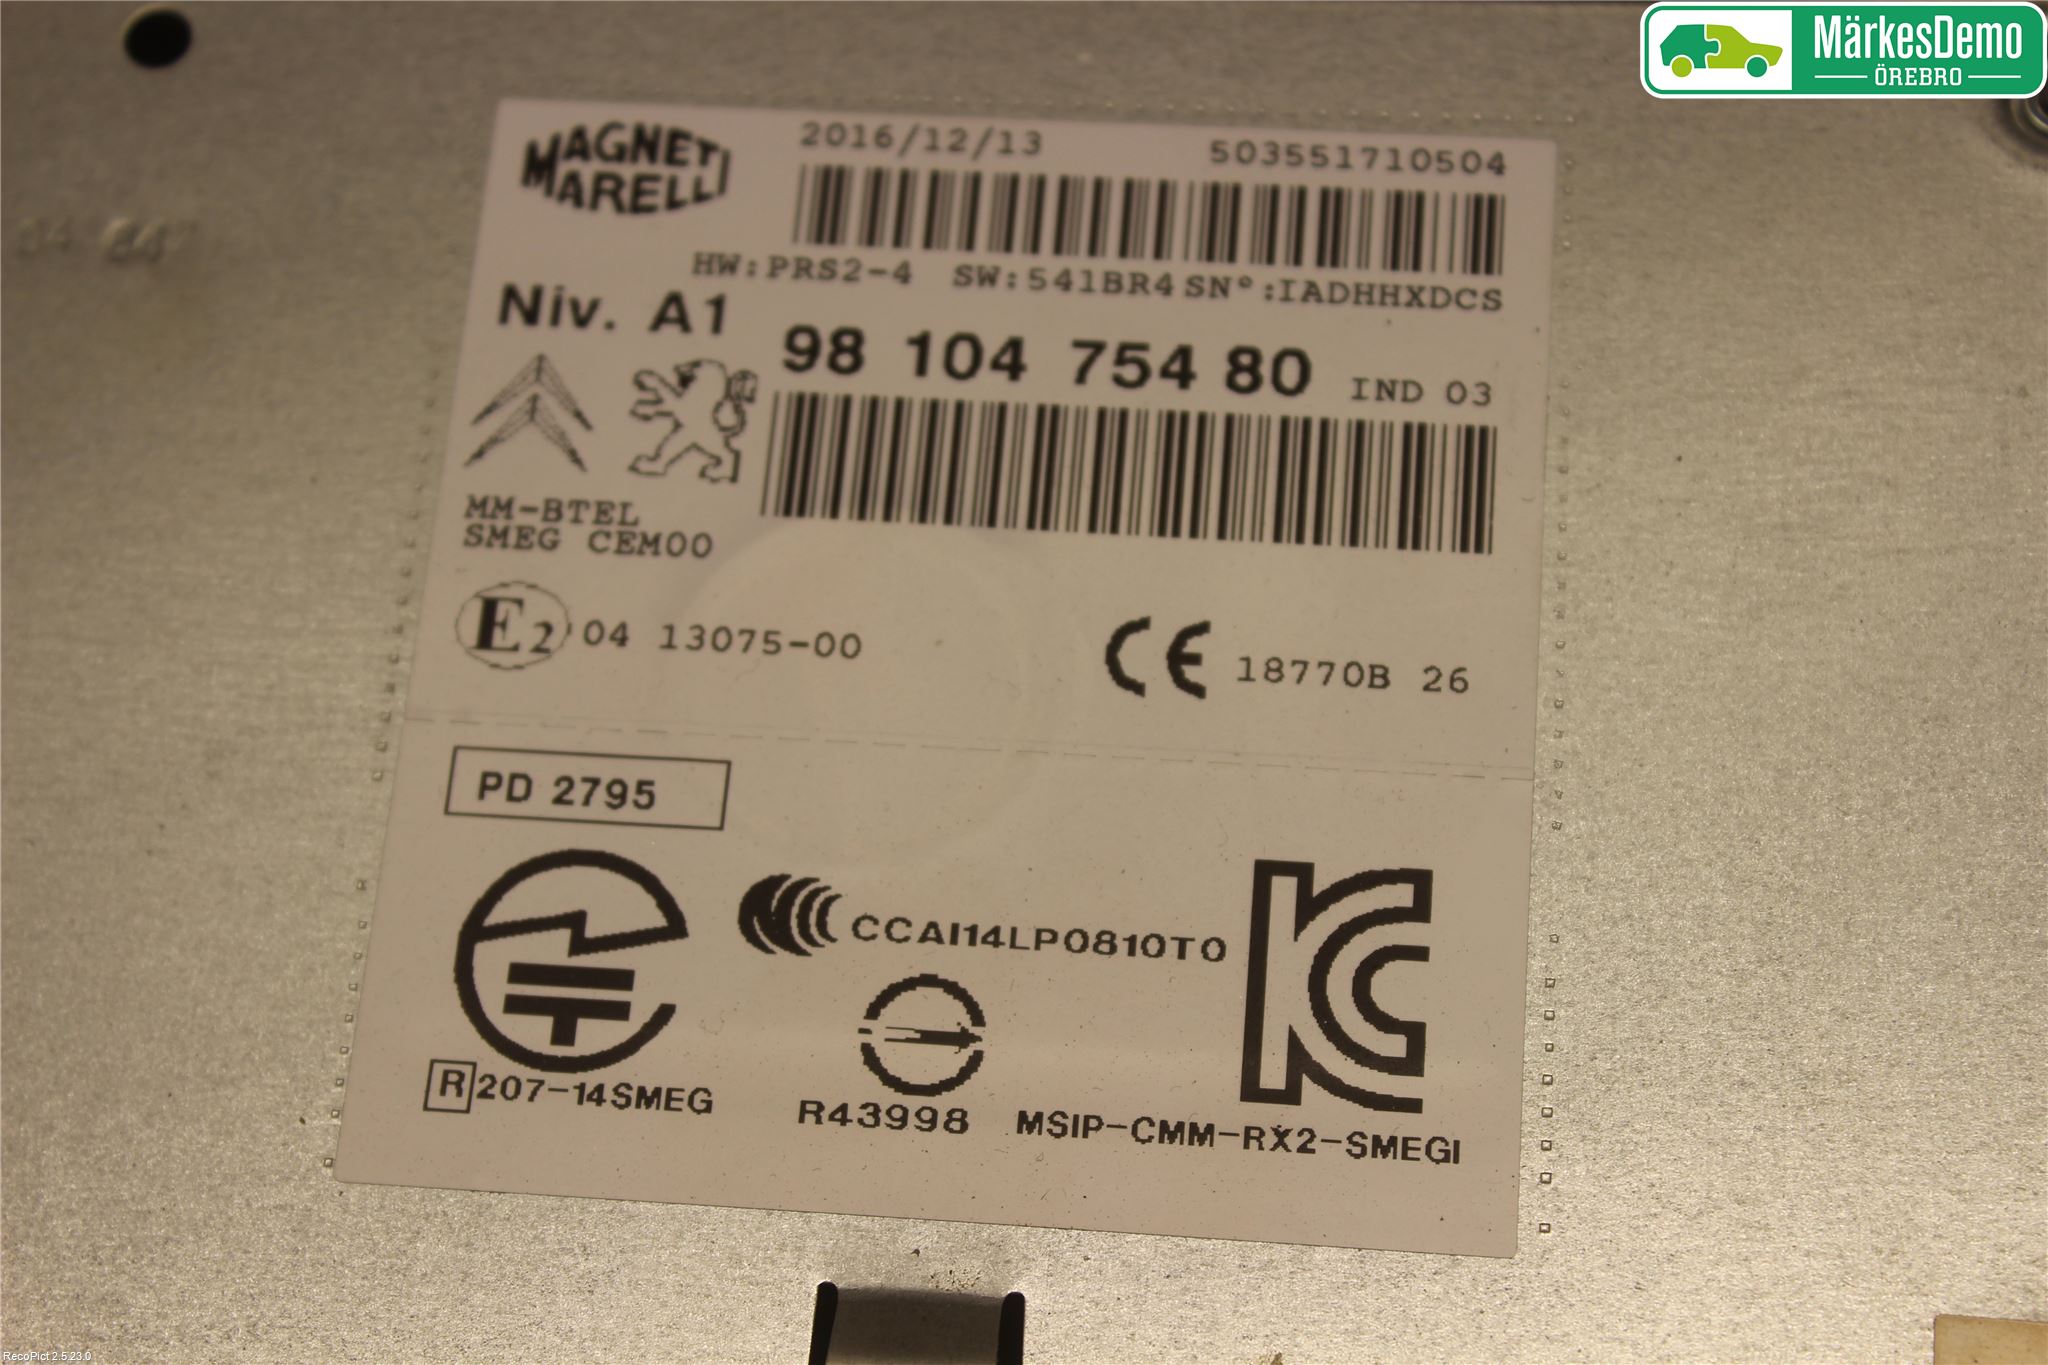 MärkesDemo
ÖREBRO
MAGNETI
MARELLI
2016/12/13 503551710504
HW:PRS2-4 SW:541BR4 SN°:IADHHXDCS
Niv. A1
98 104 754 80 IND 03
MM-BTEL
SMEG CEM00
E2 04 13075-00
CE 18770B 26
PD 2795
CCAI14LP0810T0
R 207-14SMEG
R43998
MSIP-CMM-RX2-SMEGI
RecoPict 2.5.23.0